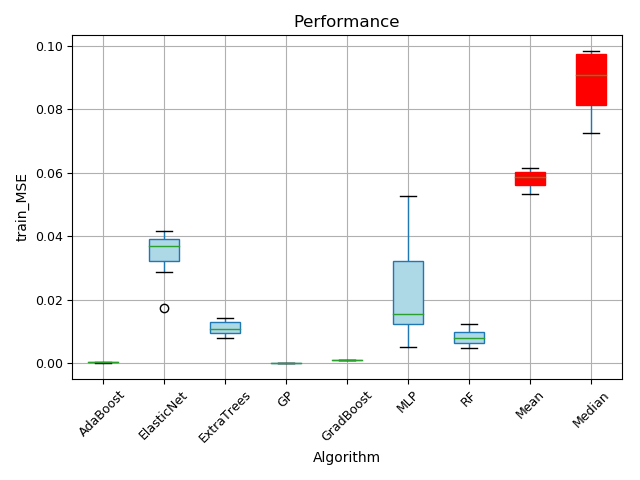 Performance
train_MSE
0.10
0.08
0.06
0.04
0.02
0.00
AdaBoost
ElasticNet
ExtraTrees
GP
GradBoost
MLP
RF
Mean
Median
Algorithm